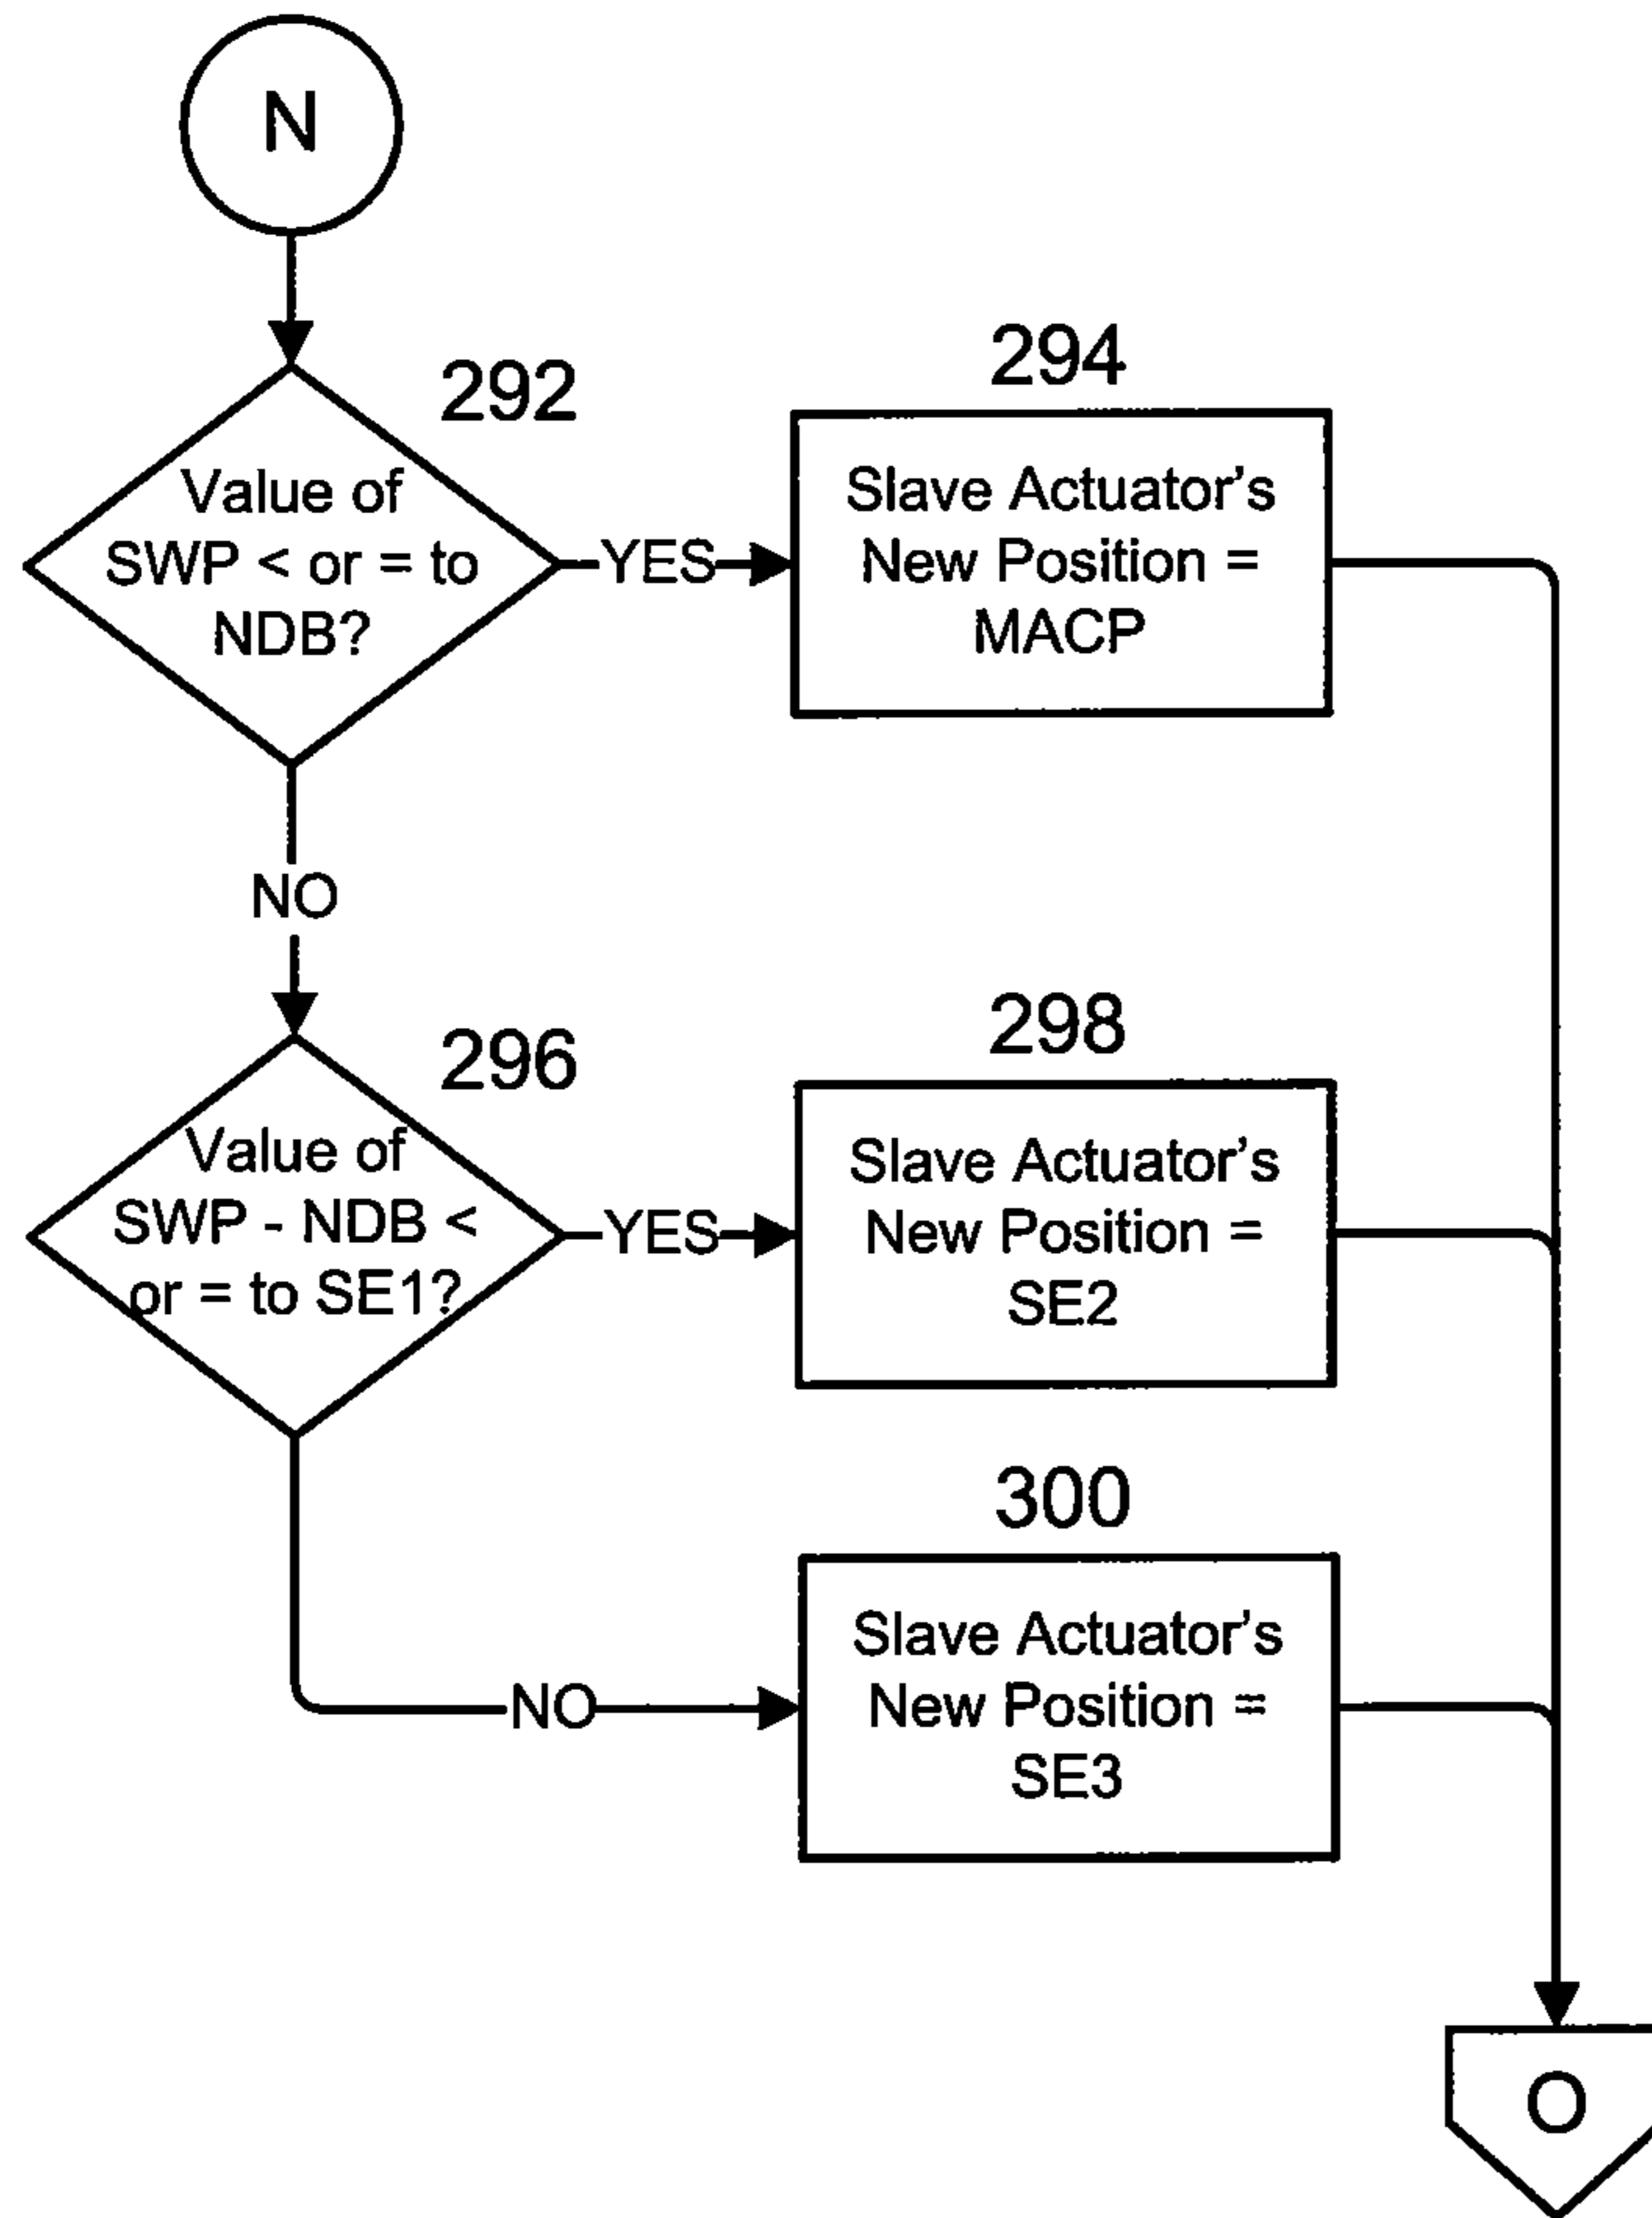 N
292
Value of
SWP < or = to
NDB?
YES
294
Slave Actuator's
New Position =
MACP
NO
296
Value of
SWP - NDB <
or = to SE1?
YES
298
Slave Actuator's
New Position =
SE2
NO
300
Slave Actuator's
New Position =
SE3
O